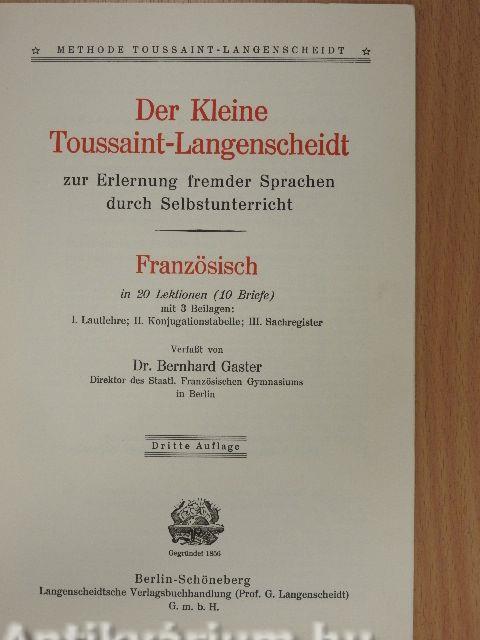 ☆ METHODE TOUSSAINT-LANGENSCHEIDT ☆
Der Kleine
Toussaint-Langenscheidt
zur Erlernung fremder Sprachen
durch Selbstunterricht
Französisch
in 20 Lektionen (10 Briefe)
mit 3 Beilagen:
I. Lautlehre; II. Konjugationstabelle; III. Sachregister
Verfaßt von
Dr. Bernhard Gaster
Direktor des Staatl. Französischen Gymnasiums
in Berlin
Dritte Auflage
Gegründet 1856
Berlin-Schöneberg
Langenscheidtsche Verlagsbuchhandlung (Prof. G. Langenscheidt)
G. m. b. H.
Antikvárium.hu